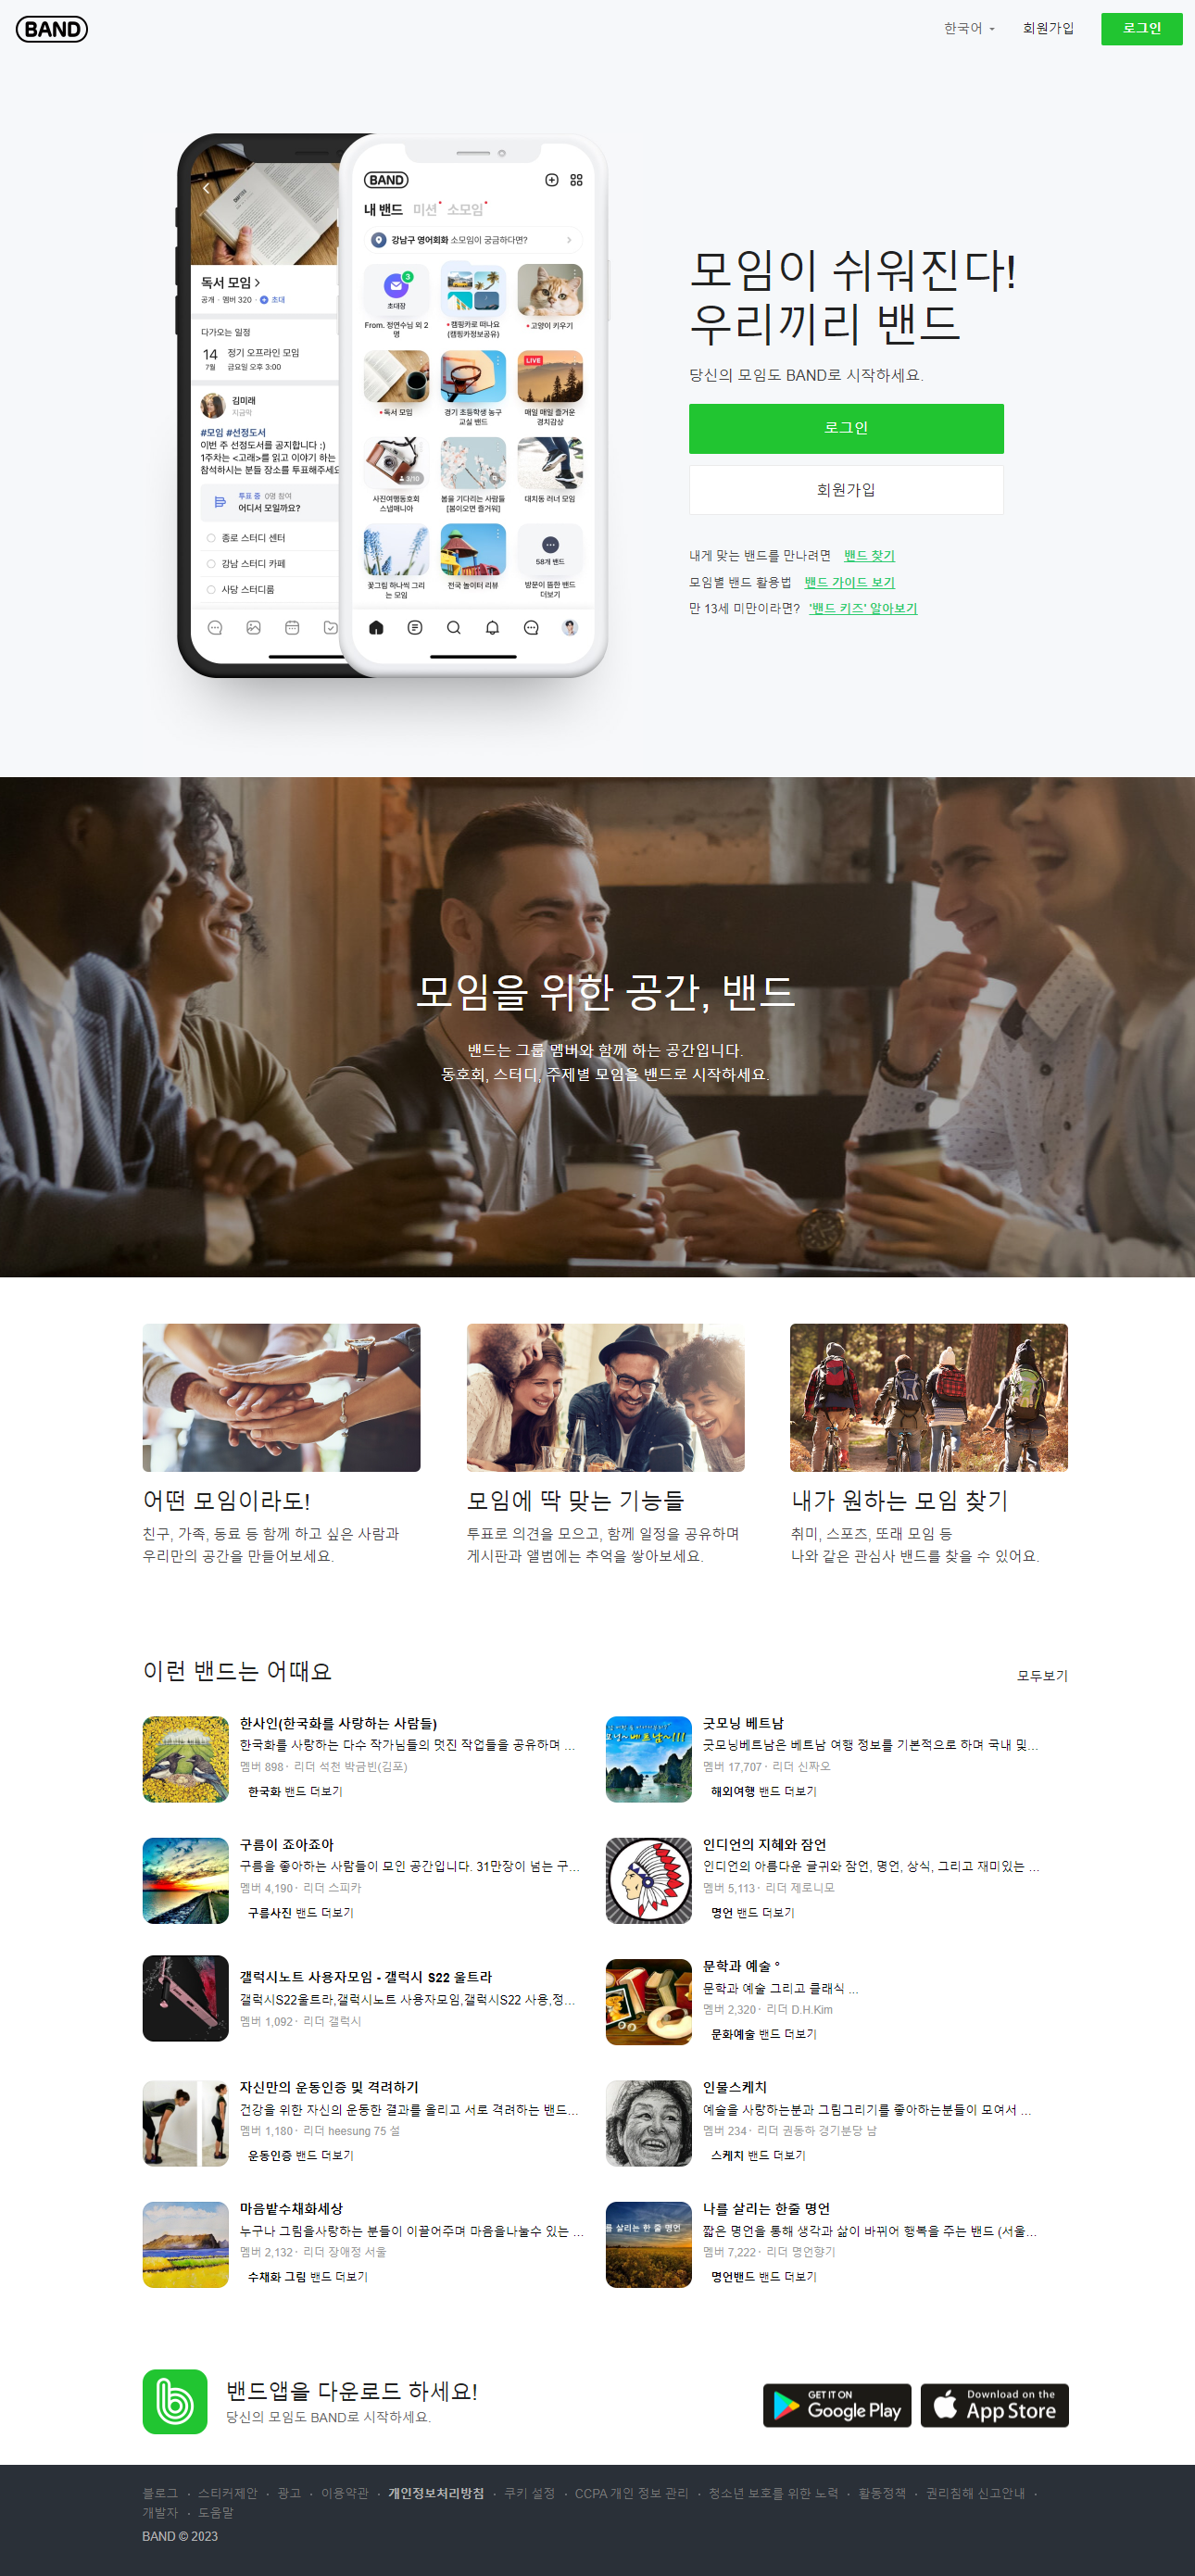 BAND
한국어
회원가입
로그인
독서 모임
공개 · 멤버 320 · 초대
다가오는 일정
14
7월
정기 오프라인 모임
금요일 오후 3:00
김미래
지금막
#모임 #선정도서
이번 주 선정도서를 공지합니다 :)
1주차는 <고래>를 읽고 이야기 하는
참석하시는 분들 장소를 투표해주세요
투표 중 0명 참여
어디서 모일까요?
종로 스터디 센터
강남 스터디 카페
사당 스터디룸
BAND
내 밴드 미션 소모임
강남구 영어회화 소모임이 궁금하다면?
3
초대장
From. 정연수님 외 2
명
캠핑카로 떠나요
(캠핑카정보공유)
고양이 키우기
LIVE
독서 모임
경기 초등학생 농구
교실 밴드
매일 매일 즐거운
경치감상
3/10
사진여행동호회
스냅매니아
봄을 기다리는 사람들
[봄이오면 즐거워]
대치동 러너 모임
58개 밴드
꽃그림 하나씩 그리
는 모임
전국 놀이터 리뷰
방문이 뜸한 밴드
더보기
모임이 쉬워진다!
우리끼리 밴드
당신의 모임도 BAND로 시작하세요.
로그인
회원가입
내게 맞는 밴드를 만나려면 밴드 찾기
모임별 밴드 활용법 밴드 가이드 보기
만 13세 미만이라면? '밴드 키즈' 알아보기
모임을 위한 공간, 밴드
밴드는 그룹 멤버와 함께 하는 공간입니다.
동호회, 스터디, 주제별 모임을 밴드로 시작하세요.
어떤 모임이라도!
친구, 가족, 동료 등 함께 하고 싶은 사람과
우리만의 공간을 만들어보세요.
모임에 딱 맞는 기능들
투표로 의견을 모으고, 함께 일정을 공유하며
게시판과 앨범에는 추억을 쌓아보세요.
내가 원하는 모임 찾기
취미, 스포츠, 또래 모임 등
나와 같은 관심사 밴드를 찾을 수 있어요.
이런 밴드는 어때요
모두보기
한사인(한국화를 사랑하는 사람들)
한국화를 사랑하는 다수 작가님들의 멋진 작업들을 공유하며 ...
멤버 898 · 리더 석천 박금빈(김포)
한국화 밴드 더보기
굿모닝 베트남
굿모닝베트남은 베트남 여행 정보를 기본적으로 하며 국내 및...
멤버 17,707 · 리더 신짜오
해외여행 밴드 더보기
구름이 죠아죠아
구름을 좋아하는 사람들이 모인 공간입니다. 31만장이 넘는 구...
멤버 4,190 · 리더 스피카
구름사진 밴드 더보기
인디언의 지혜와 잠언
인디언의 아름다운 글귀와 잠언, 명언, 상식, 그리고 재미있는 ...
멤버 5,113 · 리더 제로니모
명언 밴드 더보기
갤럭시노트 사용자모임 - 갤럭시 S22 울트라
갤럭시S22울트라,갤럭시노트 사용자모임,갤럭시S22 사용,정...
멤버 1,092 · 리더 갤럭시
문학과 예술 °
문학과 예술 그리고 클래식 ...
멤버 2,320 · 리더 D.H.Kim
문화예술 밴드 더보기
자신만의 운동인증 및 격려하기
건강을 위한 자신의 운동한 결과를 올리고 서로 격려하는 밴드...
멤버 1,180 · 리더 heesung 75 설
운동인증 밴드 더보기
인물스케치
예술을 사랑하는분과 그림그리기를 좋아하는분들이 모여서 ...
멤버 234 · 리더 권동하 경기분당 남
스케치 밴드 더보기
마음밭수채화세상
누구나 그림을사랑하는 분들이 이끌어주며 마음을나눌수 있는 ...
멤버 2,132 · 리더 장애정 서울
수채화 그림 밴드 더보기
를 살리는 한 줄 명언
나를 살리는 한줄 명언
짧은 명언을 통해 생각과 삶이 바뀌어 행복을 주는 밴드 (서울...
멤버 7,222 · 리더 명언향기
명언밴드 밴드 더보기
밴드앱을 다운로드 하세요!
당신의 모임도 BAND로 시작하세요.
GET IT ON
Google Play
Download on the
App Store
블로그 · 스티커제안 · 광고 · 이용약관 · 개인정보처리방침 · 쿠키 설정 · CCPA 개인 정보 관리 · 청소년 보호를 위한 노력 · 활동정책 · 권리침해 신고안내 ·
개발자 · 도움말
BAND © 2023